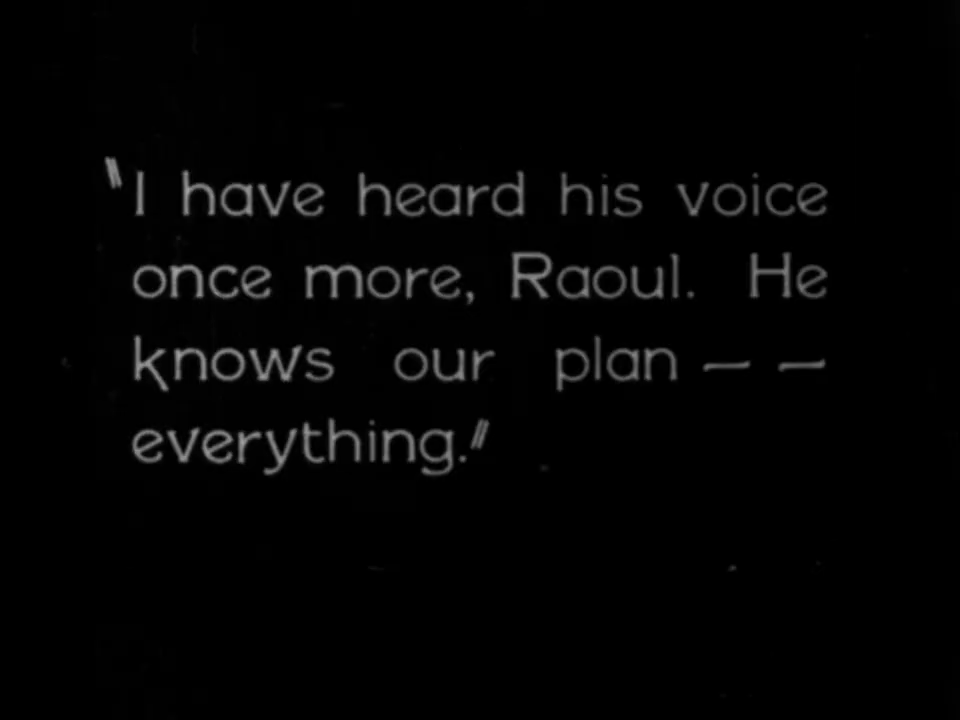 "I have heard his voice
once more, Raoul. He
knows our plan — —
everything."